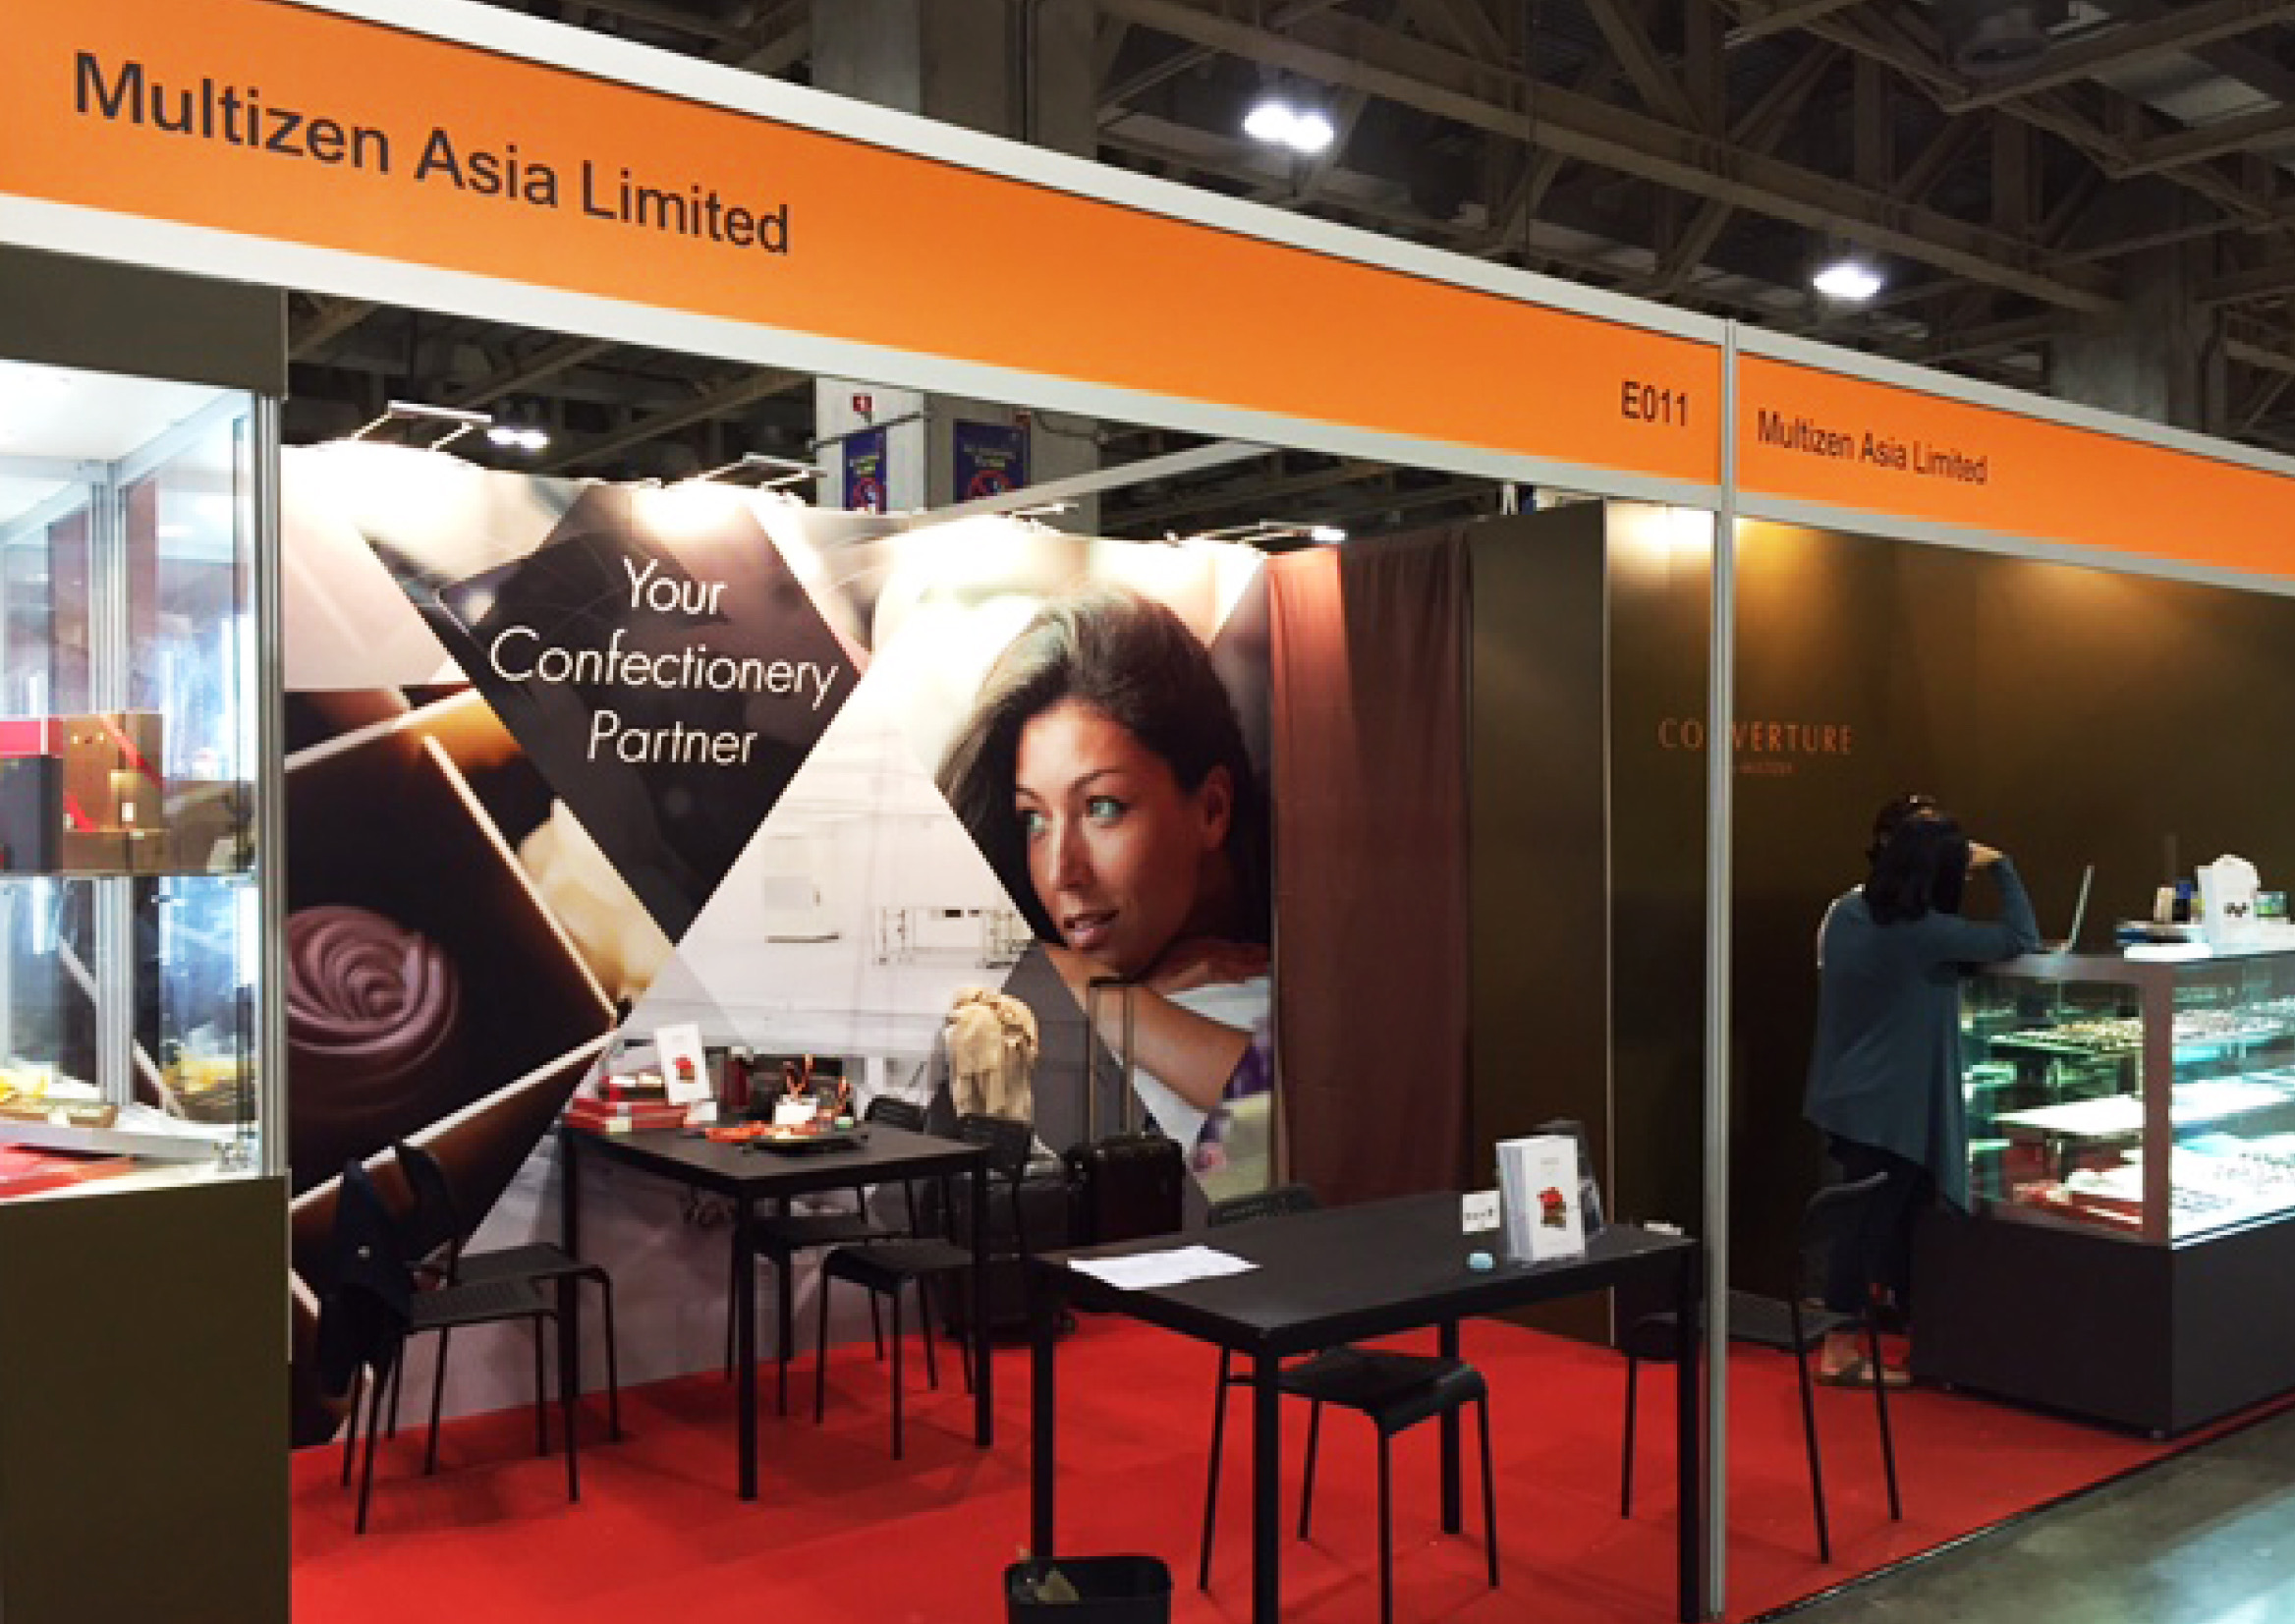 Multizen Asia Limited
E011
Multizen Asia Limited
Your
Confectionery
Partner